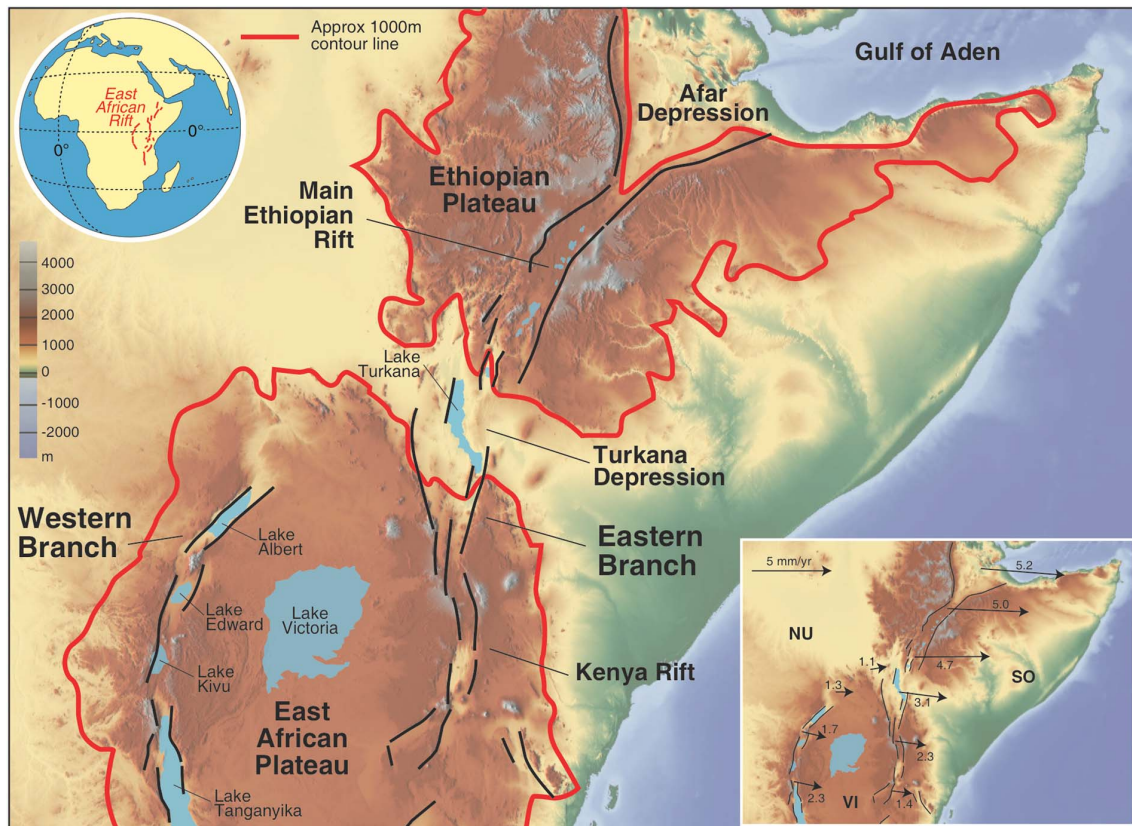 Approx 1000m
contour line
Gulf of Aden
East
African
Rift
0°
0°
Afar
Depression
Ethiopian
Plateau
Main
Ethiopian
Rift
4000
3000
2000
1000
0
-1000
-2000
m
Lake
Turkana
Turkana
Depression
Western
Branch
Lake
Albert
Eastern
Branch
Lake
Edward
Lake
Victoria
Lake
Kivu
Kenya Rift
East
African
Plateau
Lake
Tanganyika
5 mm/yr
5.2
5.0
NU
4.7
1.1
SO
1.3
3.1
1.7
2.3
2.3
VI
1.4